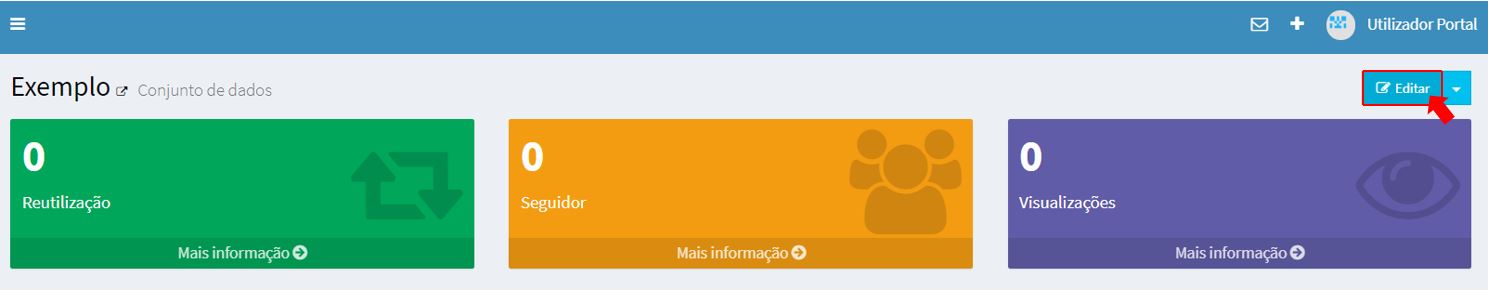 Utilizador Portal
Exemplo Conjunto de dados
Editar
0
Reutilização
Mais informação
0
Seguidor
Mais informação
0
Visualizações
Mais informação